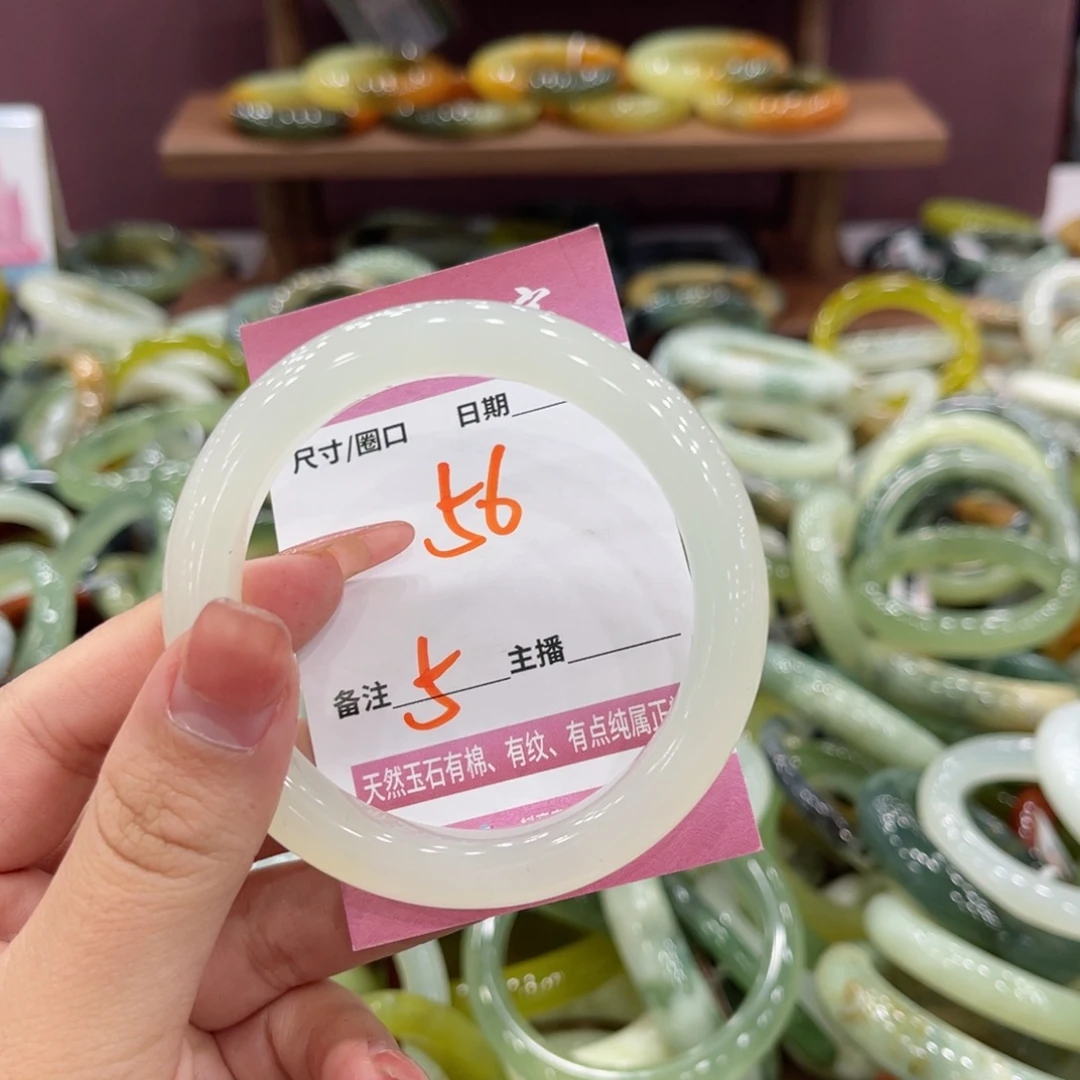 尺寸/圈口 日期
56
备注 5 主播
天然玉石有棉、有纹、有点纯属正